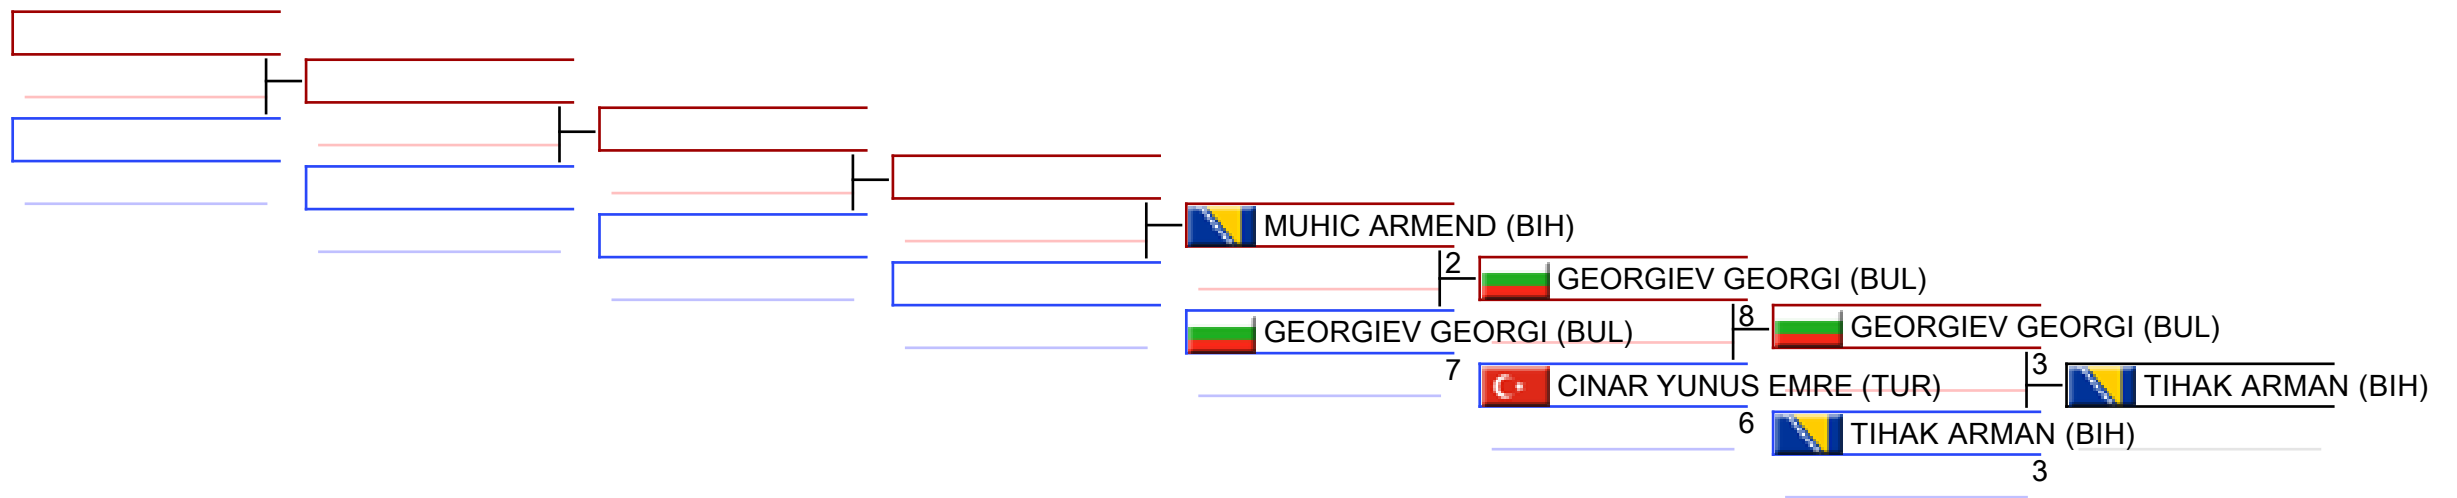 MUHIC ARMEND (BIH)
2
GEORGIEV GEORGI (BUL)
GEORGIEV GEORGI (BUL)
7
8
GEORGIEV GEORGI (BUL)
CINAR YUNUS EMRE (TUR)
6
3
TIHAK ARMAN (BIH)
TIHAK ARMAN (BIH)
3